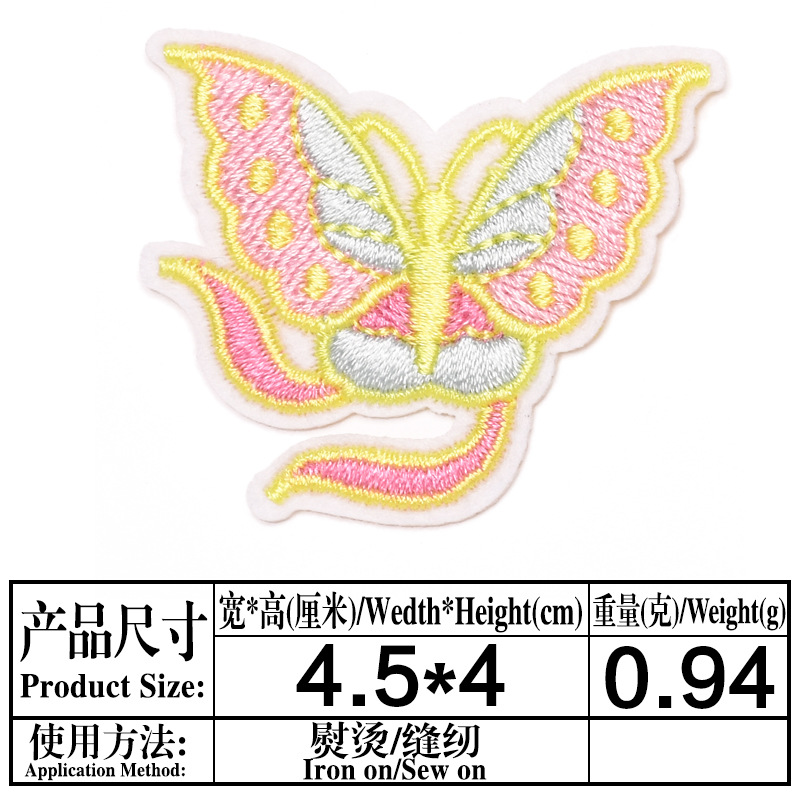 产品尺寸
Product Size:
宽*高(厘米)/Wedth*Height(cm)
4.5*4
重量(克)/Weight(g)
0.94
使用方法:
Application Method:
熨烫/缝纫
Iron on/Sew on